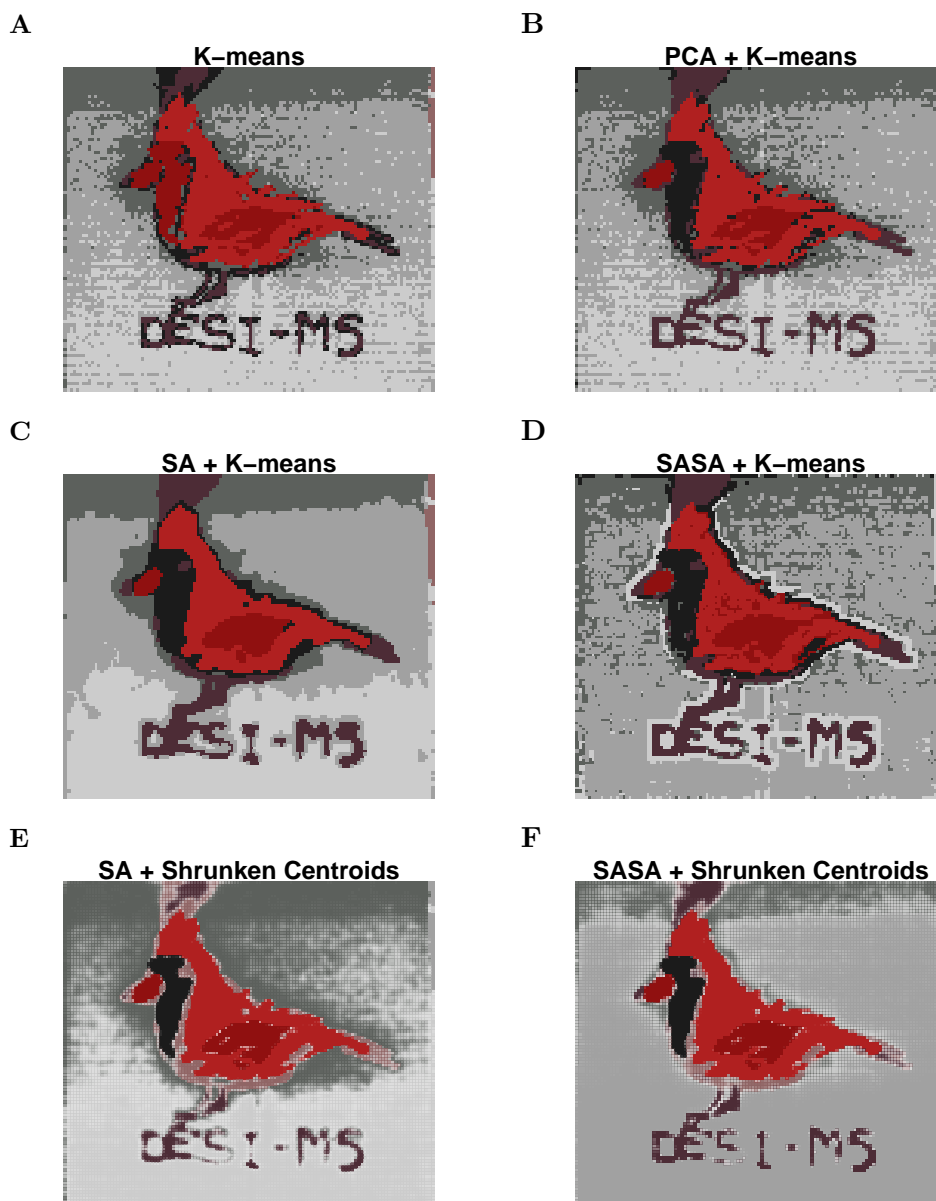 A
K−means
DESI-MS
B
PCA + K−means
DESI-MS
C
SA + K−means
DESI-MS
D
SASA + K−means
DESI-MS
E
SA + Shrunken Centroids
DESI-MS
F
SASA + Shrunken Centroids
DESI-MS